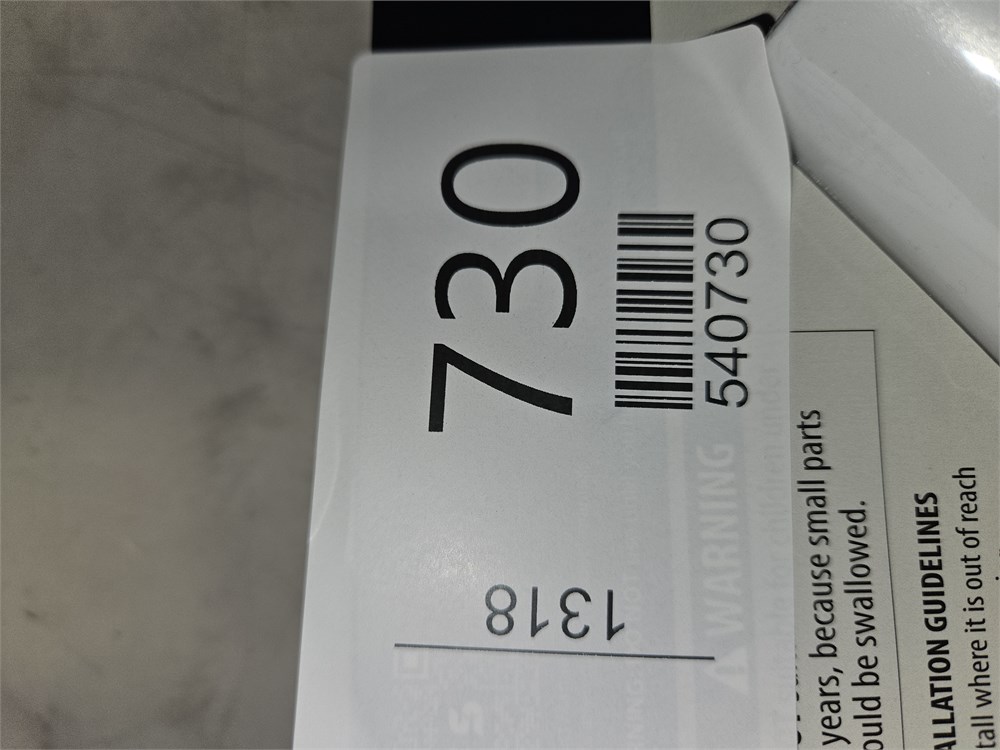 730
540730
1318
WARNING
years, because small parts
ould be swallowed.
ALLATION GUIDELINES
tall where it is out of reach